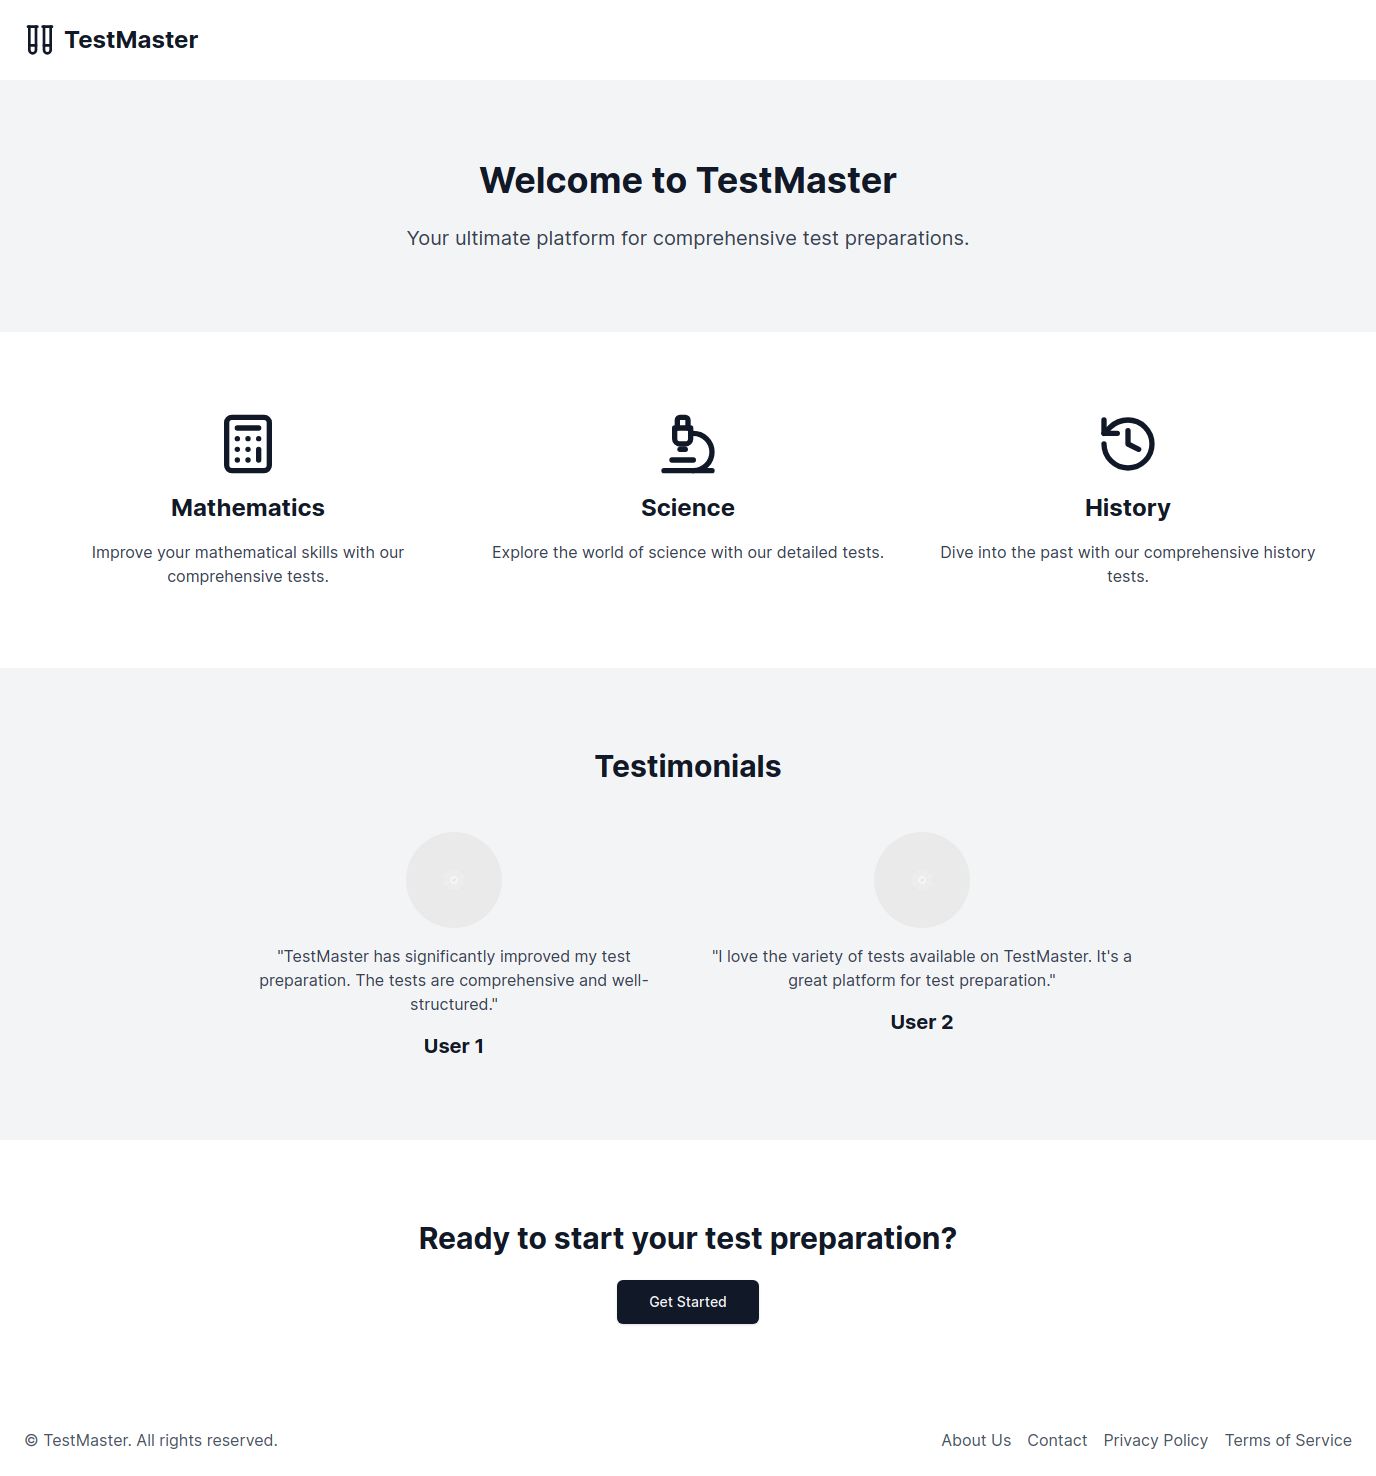 TestMaster
Welcome to TestMaster
Your ultimate platform for comprehensive test preparations.
Mathematics
Improve your mathematical skills with our
comprehensive tests.
Science
Explore the world of science with our detailed tests.
History
Dive into the past with our comprehensive history
tests.
Testimonials
"TestMaster has significantly improved my test
preparation. The tests are comprehensive and well-
structured."
User 1
"I love the variety of tests available on TestMaster. It's a
great platform for test preparation."
User 2
Ready to start your test preparation?
Get Started
© TestMaster. All rights reserved.
About Us Contact Privacy Policy Terms of Service